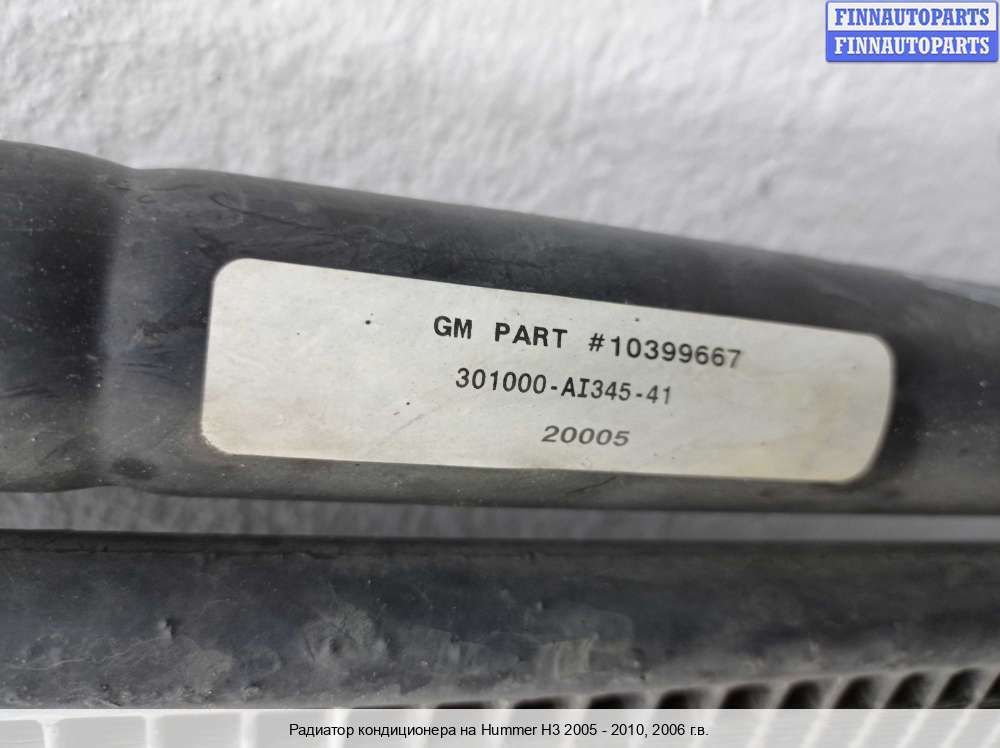 FINNAUTOPARTS
FINNAUTOPARTS
GM PART #10399667
301000-AI345-41
20005
Радиатор кондиционера на Hummer H3 2005 - 2010, 2006 г.в.